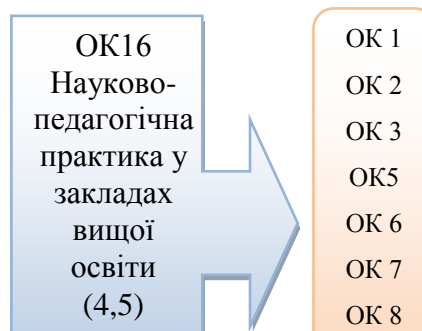 ОК16
Науково-
педагогічна
практика у
закладах
вищої
освіти
(4,5)
ОК 1
ОК 2
ОК 3
ОК5
ОК 6
ОК 7
ОК 8